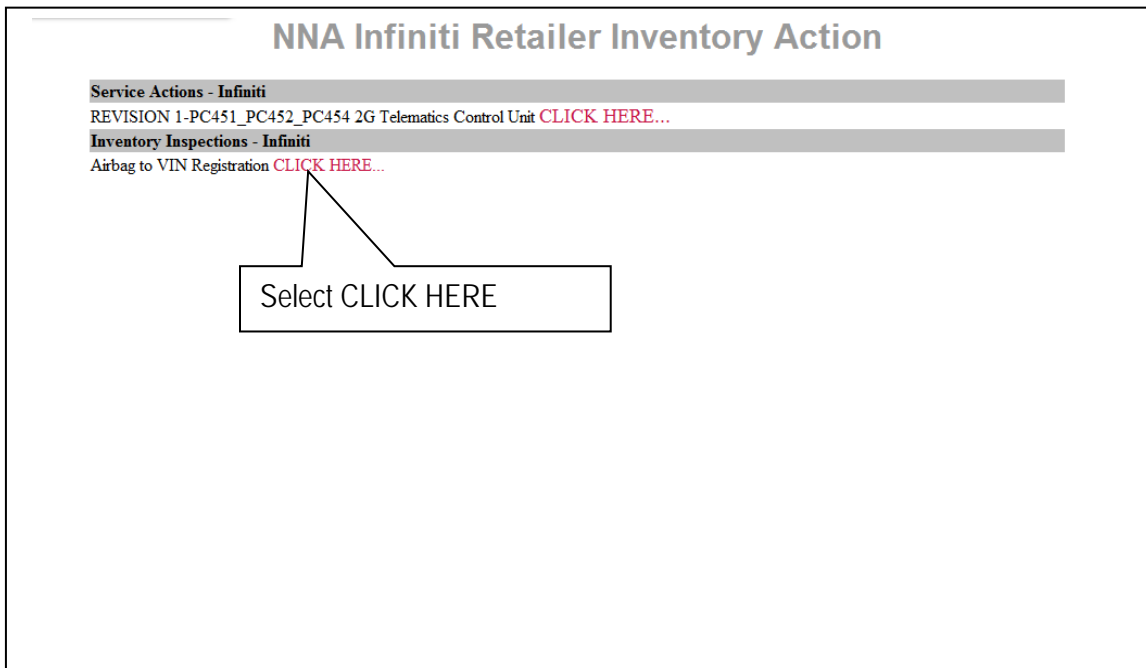 NNA Infiniti Retailer Inventory Action
Service Actions - Infiniti
REVISION 1-PC451_PC452_PC454 2G Telematics Control Unit CLICK HERE...
Inventory Inspections - Infiniti
Airbag to VIN Registration CLICK HERE...
Select CLICK HERE